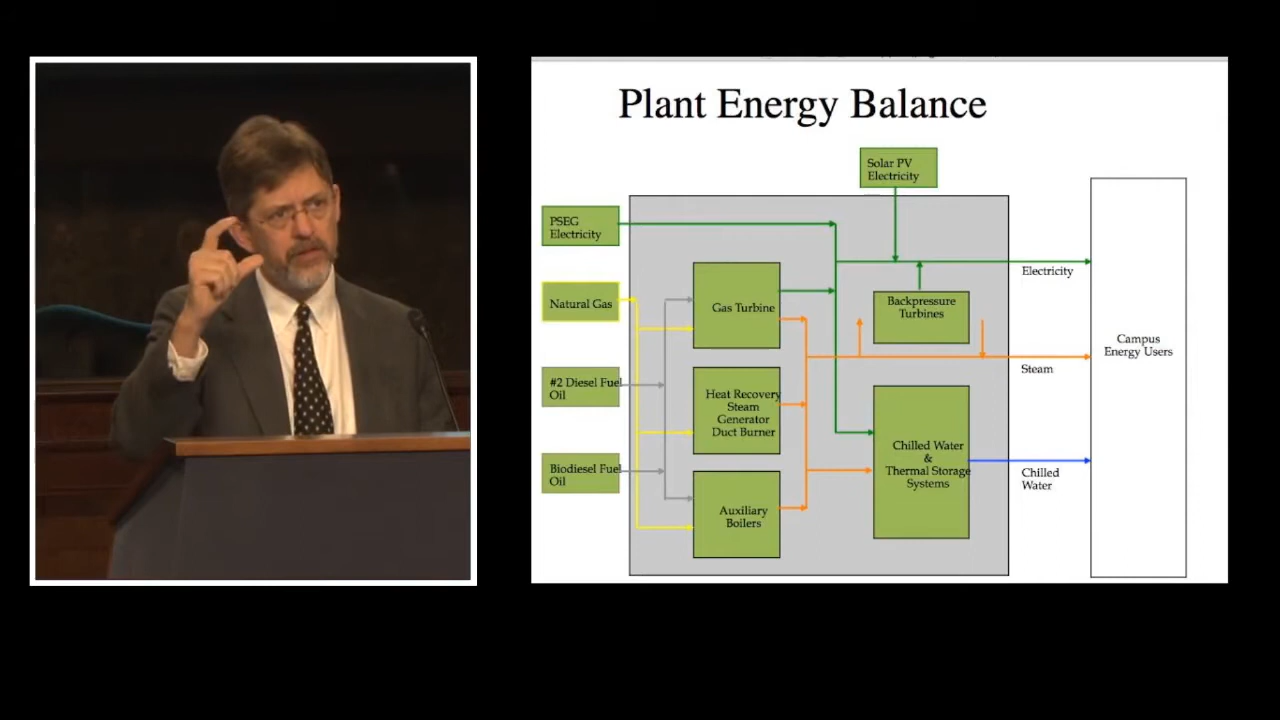 Plant Energy Balance
Solar PV
Electricity
PSEG
Electricity
Natural Gas
#2 Diesel Fuel
Oil
Biodiesel Fuel
Oil
Gas Turbine
Heat Recovery
Steam
Generator
Duct Burner
Auxiliary
Boilers
Backpressure
Turbines
Chilled Water
&
Thermal Storage
Systems
Electricity
Steam
Chilled
Water
Campus
Energy Users